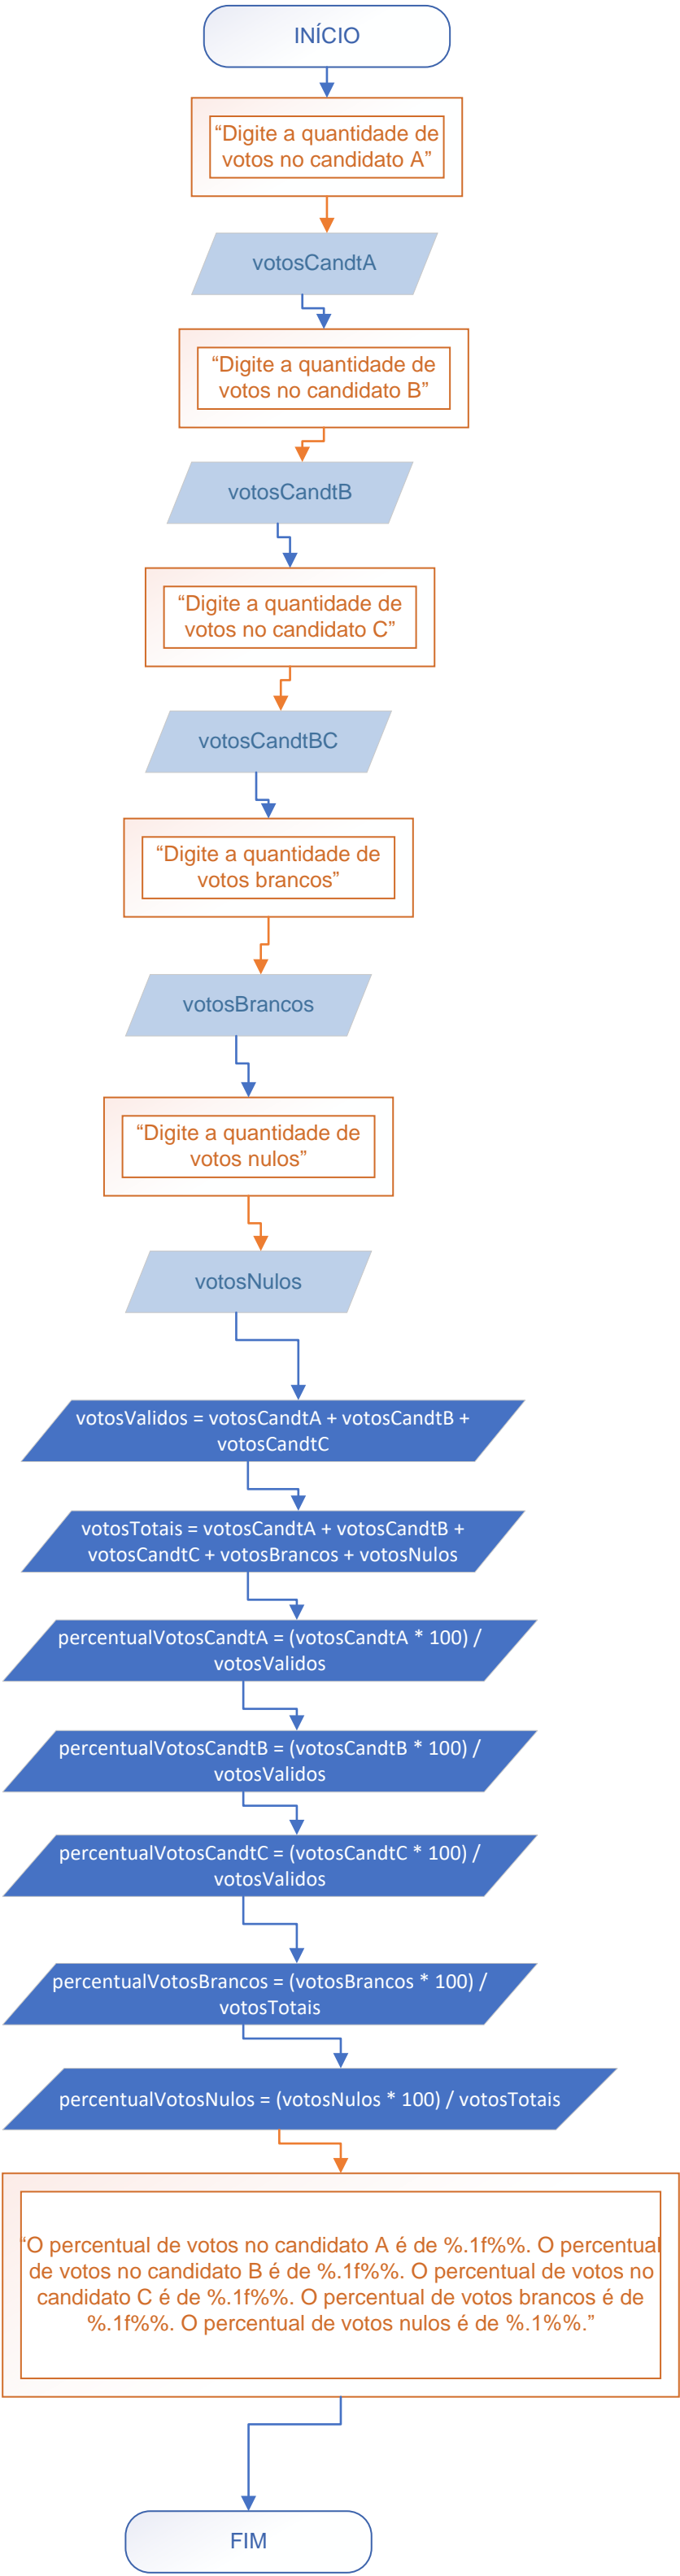 INÍCIO
“Digite a quantidade de
votos no candidato A”
votosCandtA
“Digite a quantidade de
votos no candidato B”
votosCandtB
“Digite a quantidade de
votos no candidato C”
votosCandtBC
“Digite a quantidade de
votos brancos”
votosBrancos
“Digite a quantidade de
votos nulos”
votosNulos
votosValidos = votosCandtA + votosCandtB +
votosCandtC
votosTotais = votosCandtA + votosCandtB +
votosCandtC + votosBrancos + votosNulos
percentualVotosCandtA = (votosCandtA * 100) /
votosValidos
percentualVotosCandtB = (votosCandtB * 100) /
votosValidos
percentualVotosCandtC = (votosCandtC * 100) /
votosValidos
percentualVotosBrancos = (votosBrancos * 100) /
votosTotais
percentualVotosNulos = (votosNulos * 100) / votosTotais
“O percentual de votos no candidato A é de %.1f%%. O percentual
de votos no candidato B é de %.1f%%. O percentual de votos no
candidato C é de %.1f%%. O percentual de votos brancos é de
%.1f%%. O percentual de votos nulos é de %.1%%.”
FIM